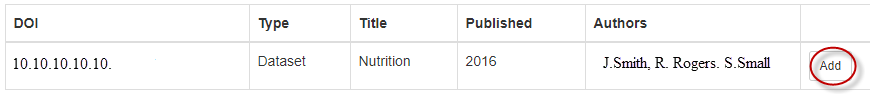 DOI Type Title Published Authors
10.10.10.10.10. Dataset Nutrition 2016 J.Smith, R. Rogers. S.Small Add